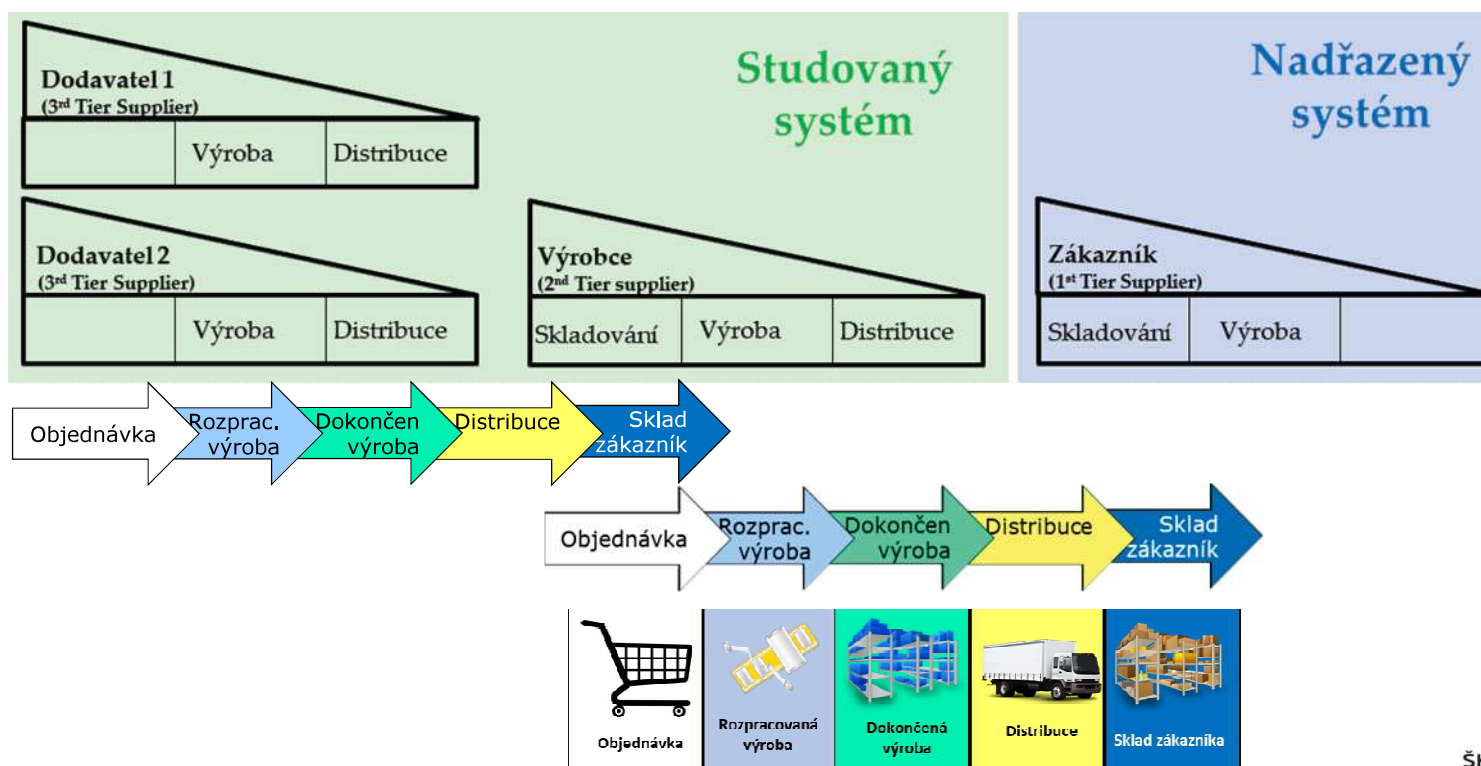 Studovaný
systém
Nadřazený
systém
Dodavatel 1
(3rd Tier Supplier)
Výroba
Distribuce
Dodavatel 2
(3rd Tier Supplier)
Výroba
Distribuce
Výrobce
(2nd Tier supplier)
Skladování
Výroba
Distribuce
Zákazník
(1st Tier Supplier)
Skladování
Výroba
Objednávka
Rozprac.
výroba
Dokončen
výroba
Distribuce
Sklad
zákazník
Objednávka
Rozprac.
výroba
Dokončen
výroba
Distribuce
Sklad
zákazník
Objednávka
Rozpracovaná
výroba
Dokončená
výroba
Distribuce
Sklad zákazníka